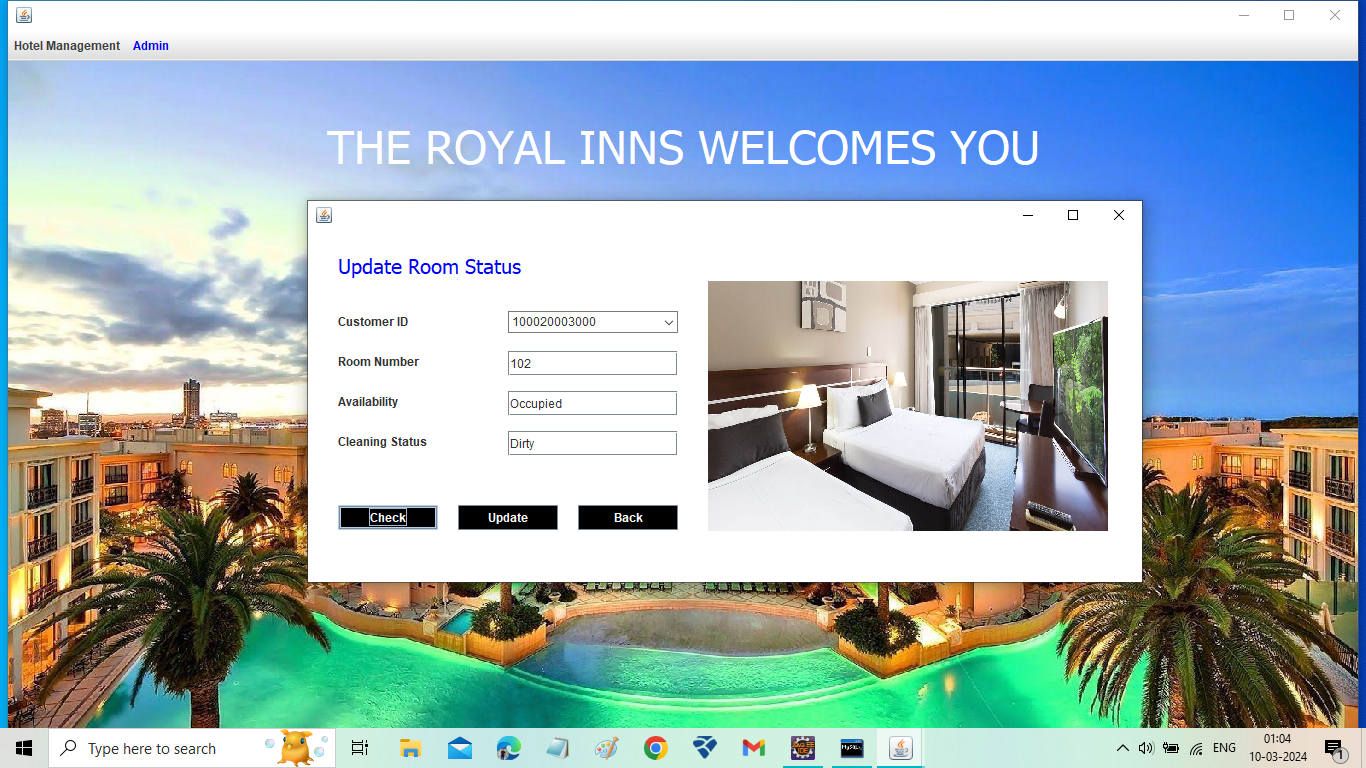 Hotel Management Admin
THE ROYAL INNS WELCOMES YOU
Update Room Status
Customer ID 100020003000
Room Number 102
Availability Occupied
Cleaning Status Dirty
Check Update Back
Type here to search
ENG
01:04
10-03-2024
1